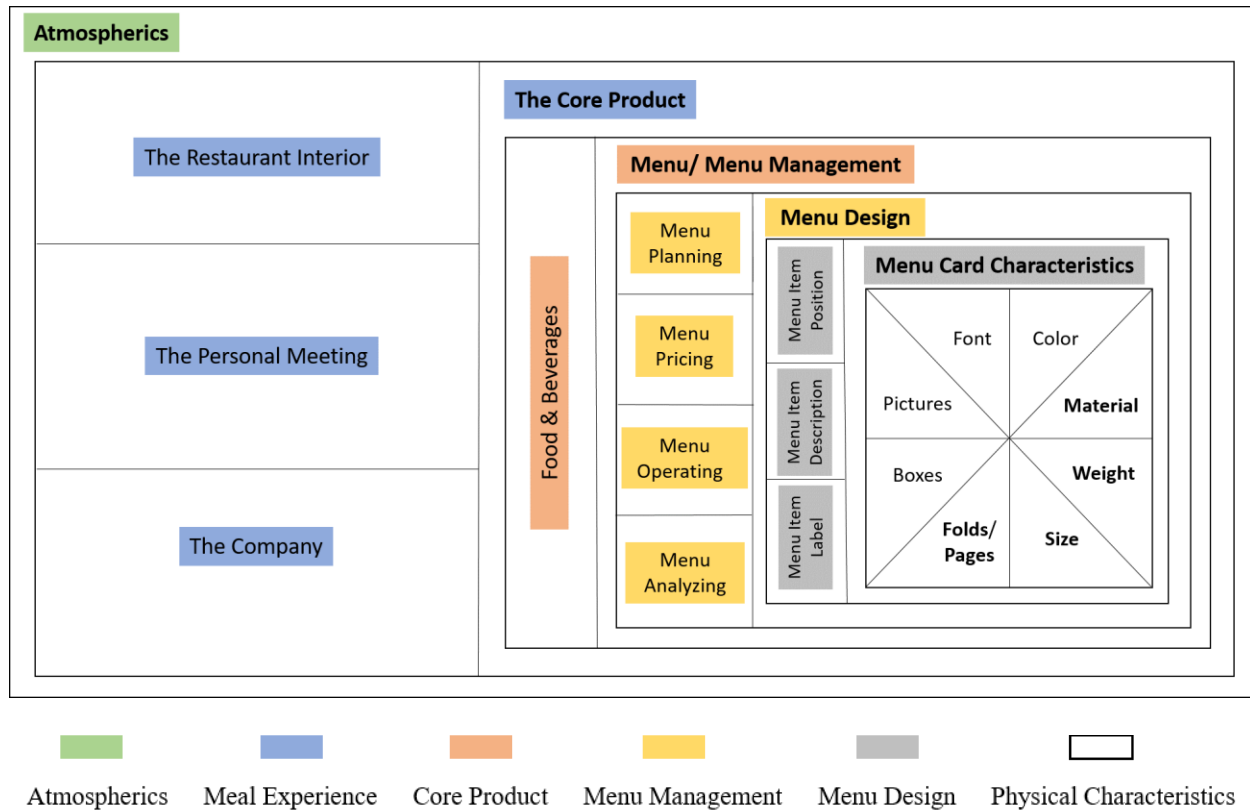 Atmospherics
The Restaurant Interior
The Personal Meeting
The Company
The Core Product
Food & Beverages
Menu/ Menu Management
Menu
Planning
Menu
Pricing
Menu
Operating
Menu
Analyzing
Menu Design
Menu Item
Position
Menu Item
Description
Menu Item
Label
Menu Card Characteristics
Font
Color
Pictures
Material
Boxes
Weight
Folds/
Pages
Size
Atmospherics
Meal Experience
Core Product
Menu Management
Menu Design
Physical Characteristics